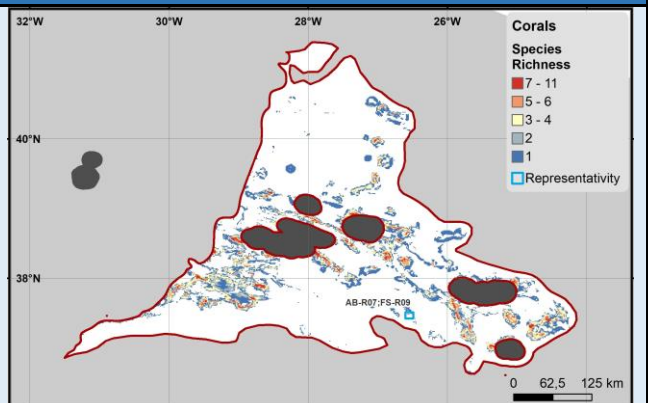 32°W 30°W 28°W 26°W
Corals
Species
Richness
7 - 11
5 - 6
3 - 4
2
1
Representativity
40°N
38°N
AB-R07;FS-R09
0 62,5 125 km